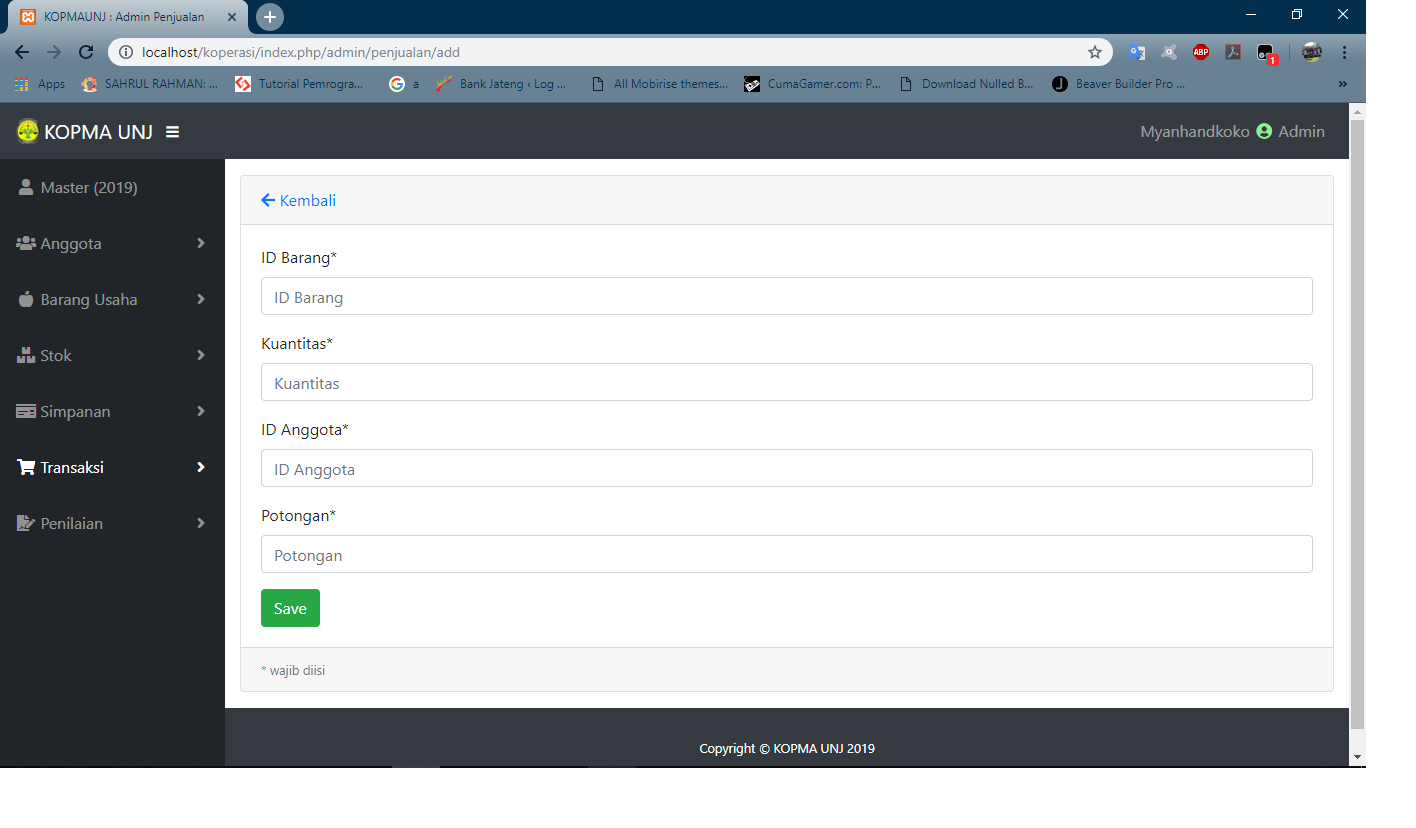 KOPMAUNJ : Admin Penjualan
localhost/koperasi/index.php/admin/penjualan/add
ABP
1
Apps SAHRUL RAHMAN: ... Tutorial Pemrogra... a Bank Jateng ‹ Log ... All Mobirise themes... CumaGamer.com: P... Download Nulled B... Beaver Builder Pro ... »
KOPMA UNJ
Myanhandkoko Admin
Master (2019)
Anggota
Barang Usaha
Stok
Simpanan
Transaksi
Penilaian
Kembali
ID Barang*
ID Barang
Kuantitas*
Kuantitas
ID Anggota*
ID Anggota
Potongan*
Potongan
Save
* wajib diisi
Copyright © KOPMA UNJ 2019